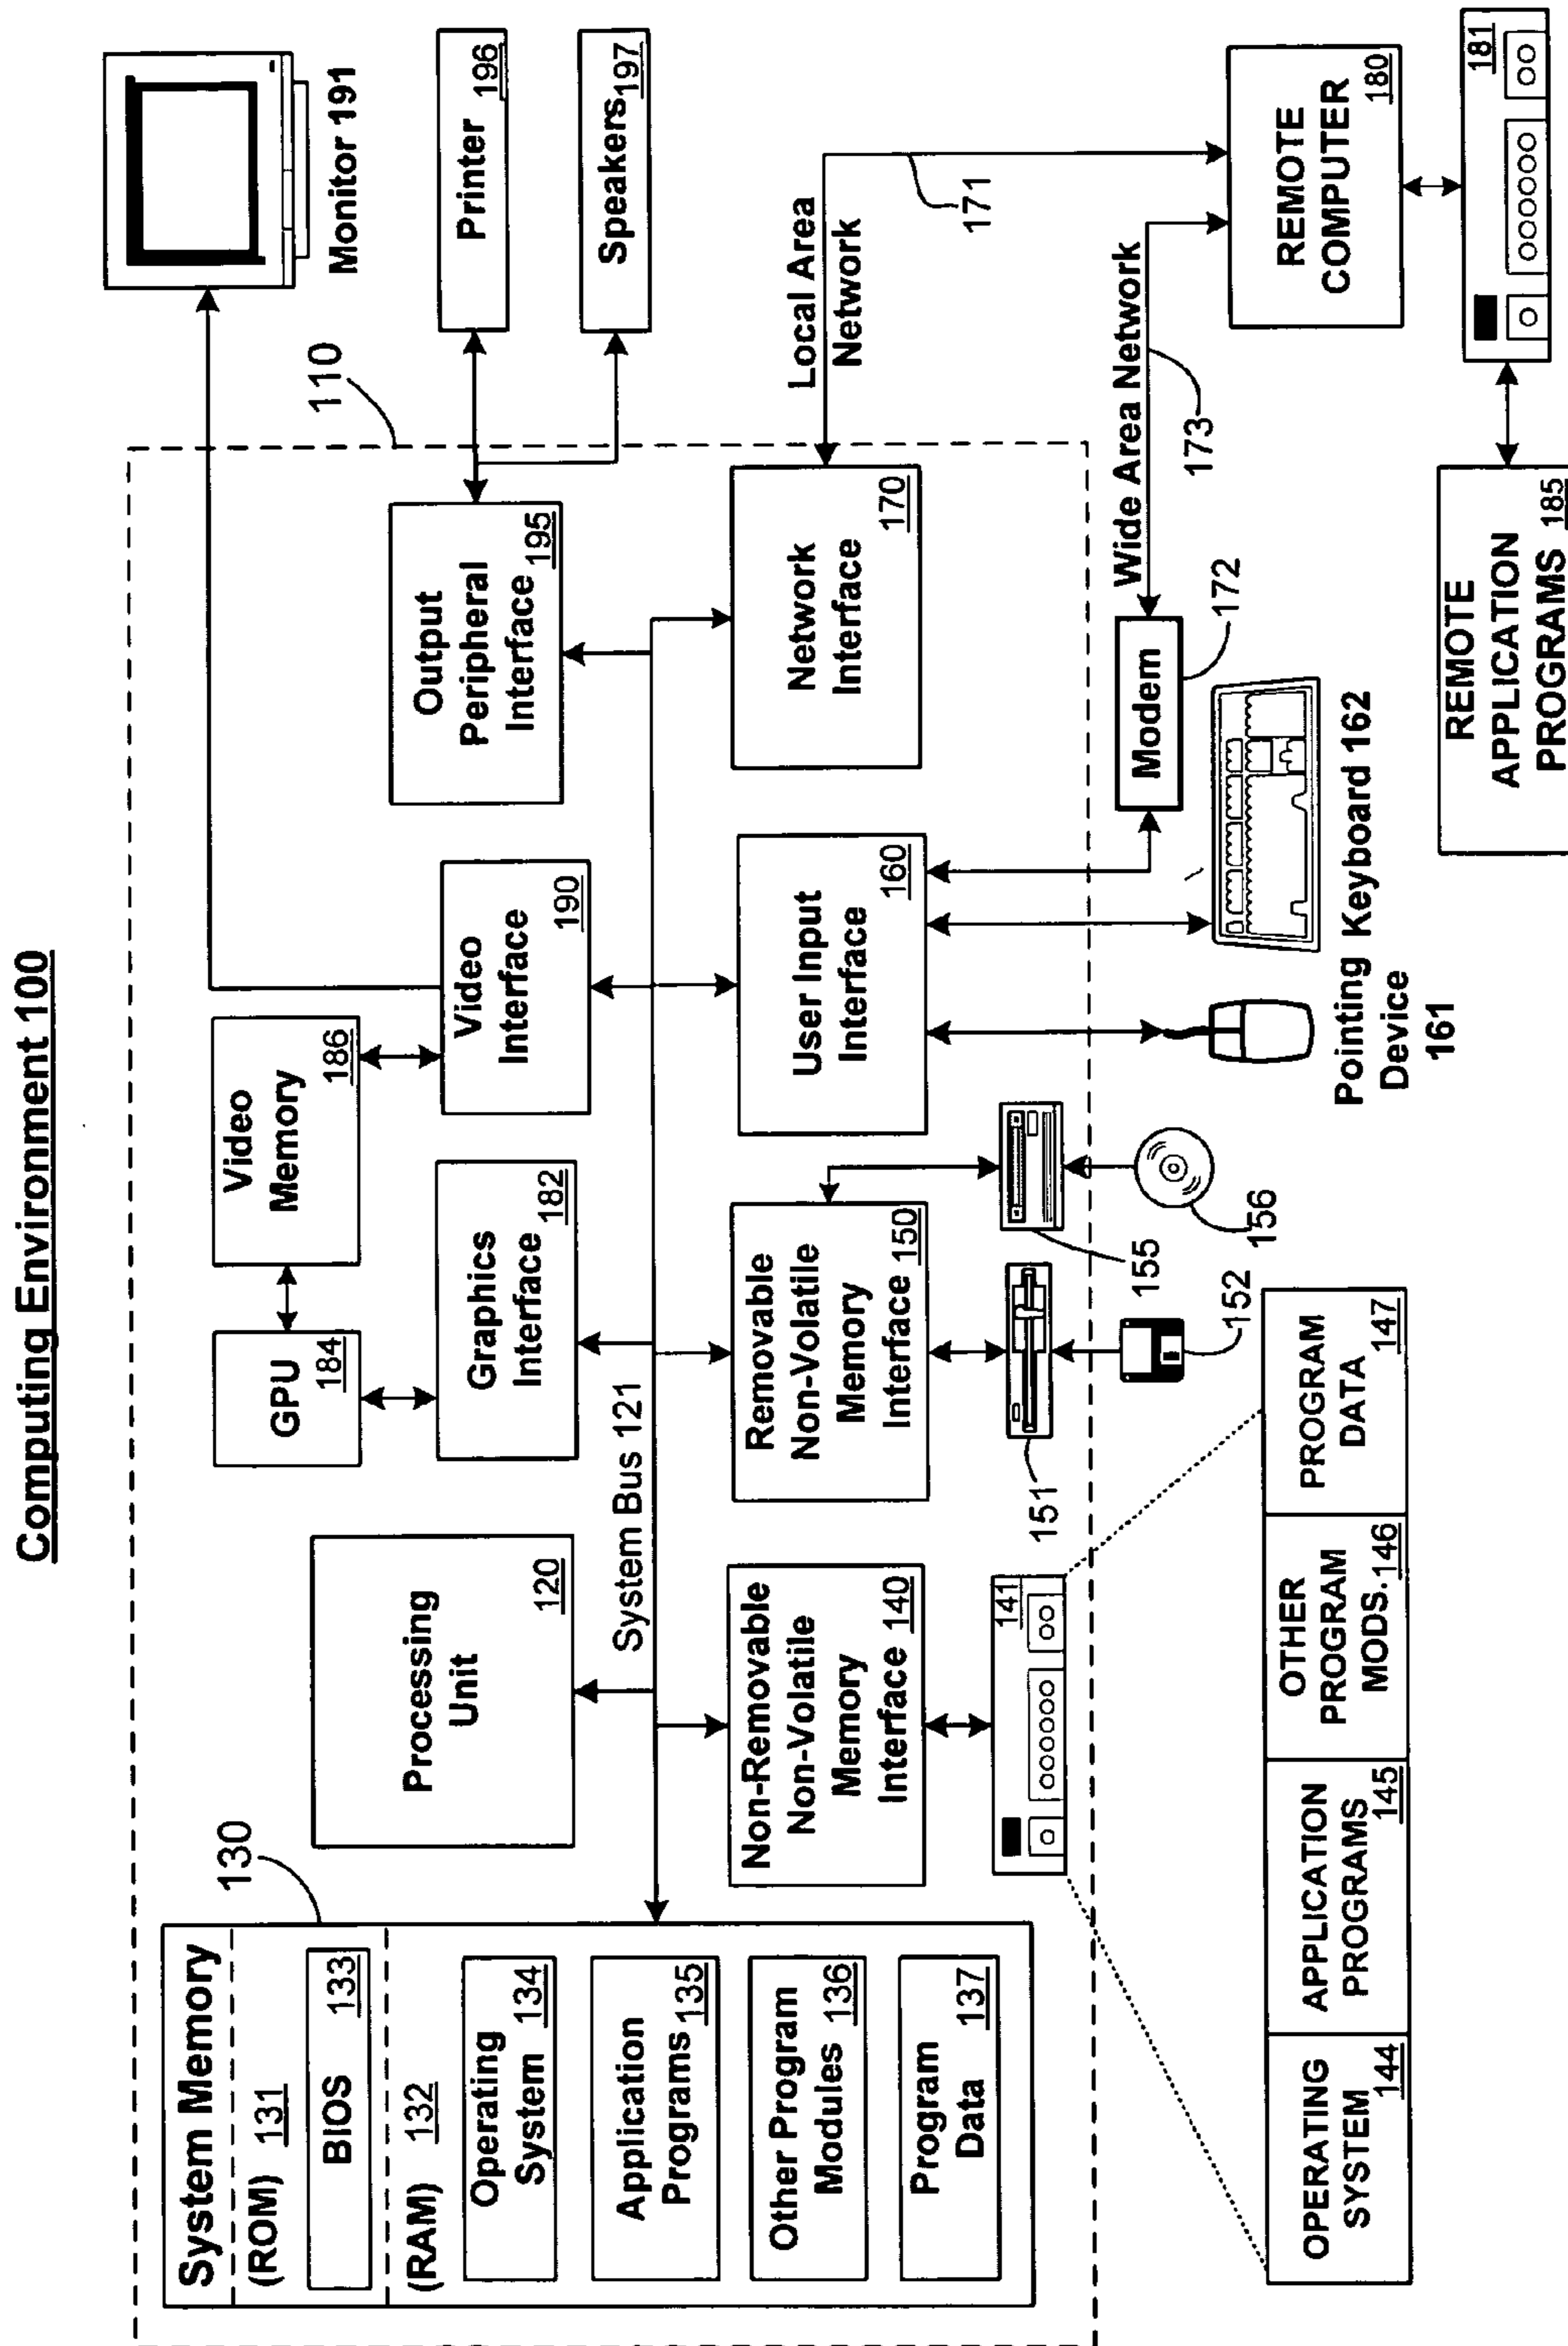 Computing Environment 100
System Memory
(ROM) 131
BIOS 133
(RAM) 132
Operating
System 134
Application
Programs 135
Other Program
Modules 136
Program
Data 137
130
Processing
Unit
120
System Bus 121
GPU
184
Video
Memory
186
Graphics
Interface
182
Video
Interface
190
Output
Peripheral
Interface 195
110
Monitor 191
Printer
196
Speakers 197
Non-Removable
Non-Volatile
Memory
Interface 140
Removable
Non-Volatile
Memory
Interface 150
User Input
Interface
160
Network
Interface
170
Local Area
Network
171
Wide Area Network
173
Modem
172
141
151
152
155
156
Pointing
Device
161
Keyboard 162
REMOTE
COMPUTER
180
181
REMOTE
APPLICATION
PROGRAMS 185
OPERATING
SYSTEM
144
APPLICATION
PROGRAMS
145
OTHER
PROGRAM
MODS. 146
PROGRAM
DATA
147